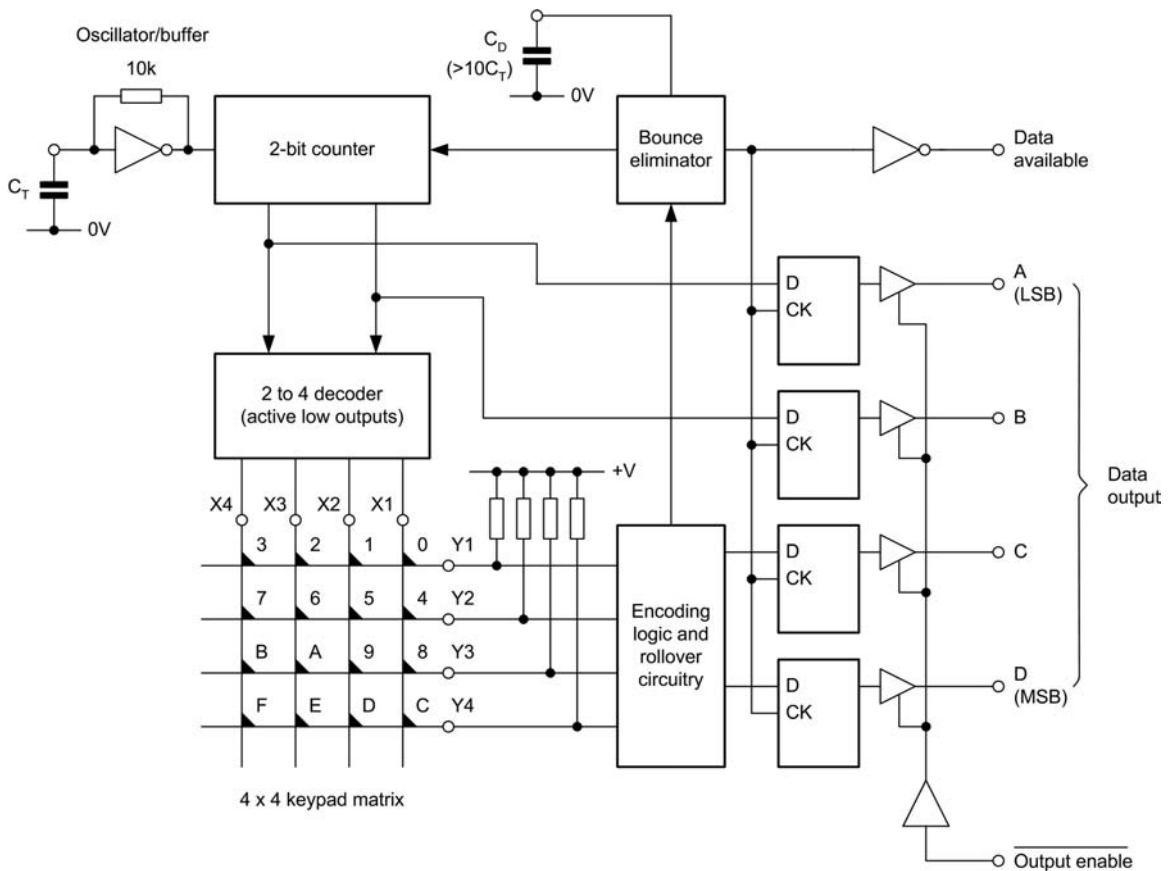 Oscillator/buffer
10k
C_T
0V
2-bit counter
C_D
(>10C_T)
0V
Bounce
eliminator
Data
available
2 to 4 decoder
(active low outputs)
D
CK
A
(LSB)
D
CK
B
D
CK
C
D
CK
D
(MSB)
Data
output
+V
X4 X3 X2 X1
3 2 1 0 Y1
7 6 5 4 Y2
B A 9 8 Y3
F E D C Y4
4 x 4 keypad matrix
Encoding
logic and
rollover
circuitry
Output enable